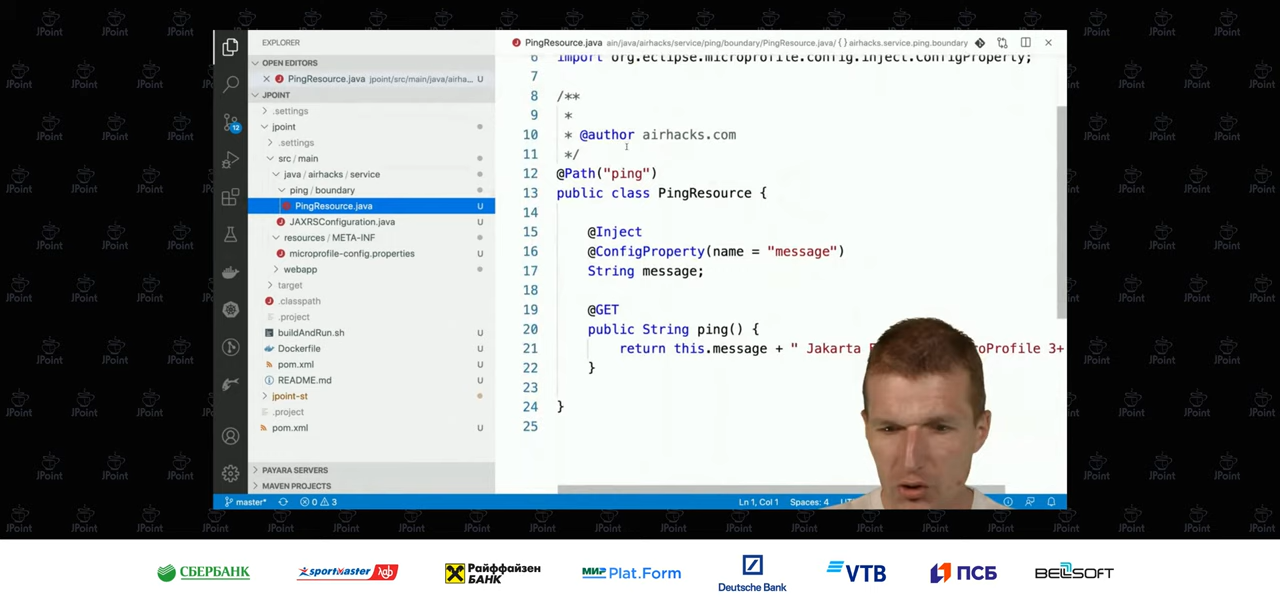 EXPLORER
OPEN EDITORS
PingResource.java jpoint/src/main/java/airha... U
JPOINT
.settings
jpoint
.settings
src / main
java / airhacks / service
ping / boundary
PingResource.java U
JAXRSConfiguration.java U
resources / META-INF
microprofile-config.properties U
webapp
target
.classpath
.project
buildAndRun.sh U
Dockerfile U
pom.xml U
README.md U
jpoint-st
.project
pom.xml U
PAYARA SERVERS
MAVEN PROJECTS
12
PingResource.java ain/java/airhacks/service/ping/boundary/PingResource.java/ { } airhacks.service.ping.boundary
6 import org.eclipse.microprofile.config.inject.ConfigProperty;
7
8 /**
9 *
10 * @author airhacks.com
11 */
12 @Path("ping")
13 public class PingResource {
14
15 @Inject
16 @ConfigProperty(name = "message")
17 String message;
18
19 @GET
20 public String ping() {
21 return this.message + " Jakarta roProfile 3+
22 }
23
24 }
25
master* 0 3 Ln 1, Col 1 Spaces: 4
JPoint
СБЕРБАНК
sportmaster lab
Райффайзен
БАНК
МИР Plat.Form
Deutsche Bank
VTB
ПСБ
BELLSOFT